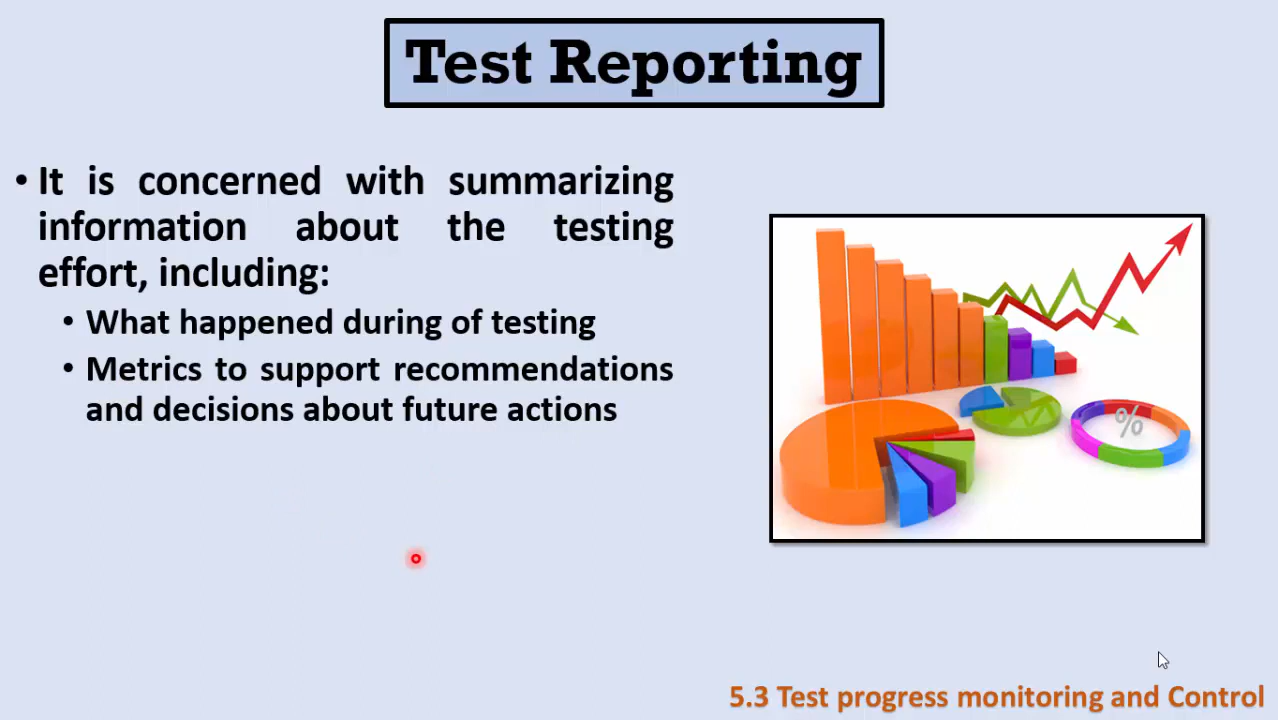 Test Reporting
• It is concerned with summarizing
information about the testing
effort, including:
• What happened during of testing
• Metrics to support recommendations
and decisions about future actions
%
5.3 Test progress monitoring and Control